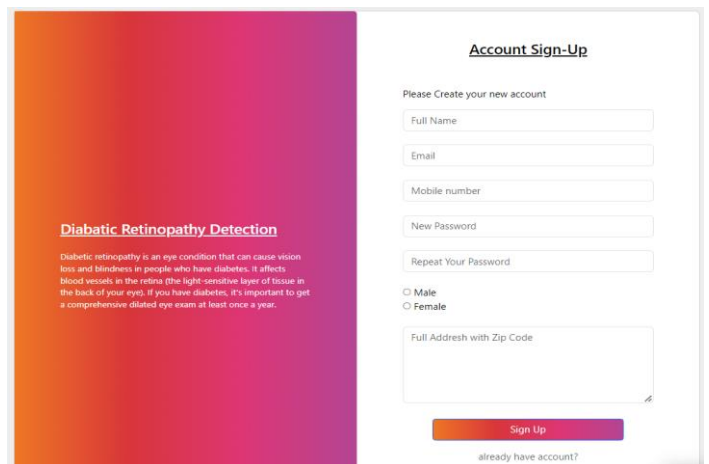 Diabatic Retinopathy Detection
Diabetic retinopathy is an eye condition that can cause vision
loss and blindness in people who have diabetes. It affects
blood vessels in the retina (the light-sensitive layer of tissue in
the back of your eye). If you have diabetes, it's important to get
a comprehensive dilated eye exam at least once a year.
Account Sign-Up
Please Create your new account
Full Name
Email
Mobile number
New Password
Repeat Your Password
Male
Female
Full Addresh with Zip Code
Sign Up
already have account?